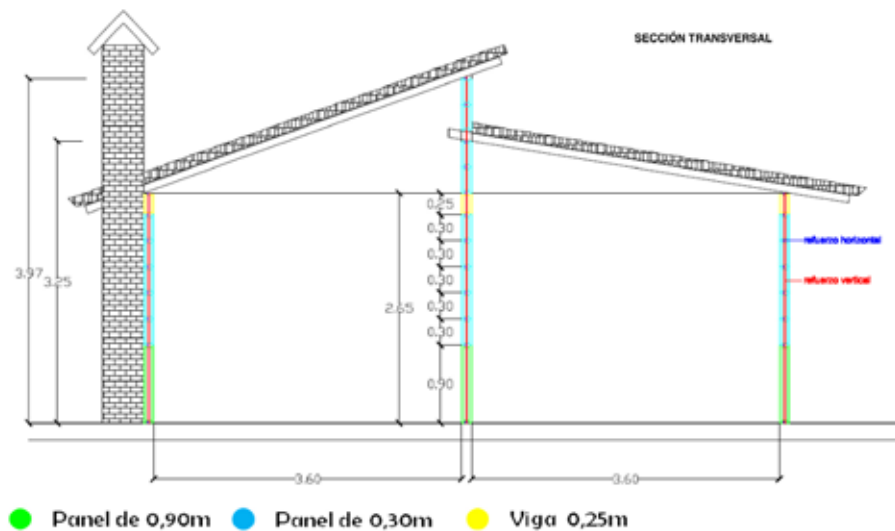 SECCIÓN TRANSVERSAL
0.25
0.30
refuerzo horizontal
0.30
3.97
3.25
0.30
refuerzo vertical
2.65
0.30
0.30
0.90
3.60
3.60
Panel de 0,90m
Panel de 0,30m
Viga 0,25m